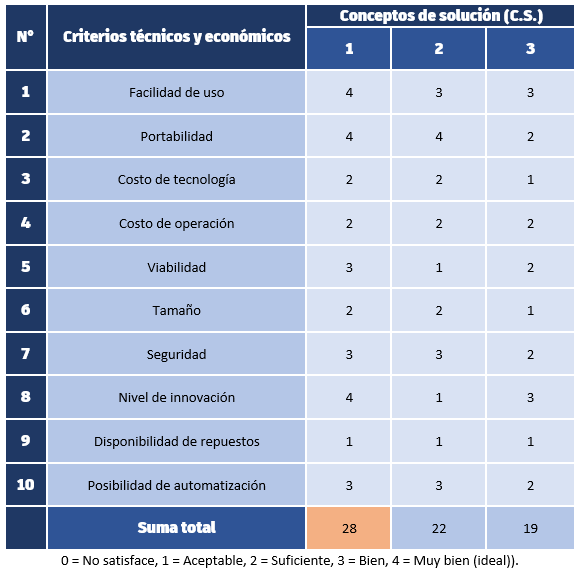 N° Criterios técnicos y económicos Conceptos de solución (C.S.)
1 2 3
1 Facilidad de uso 4 3 3
2 Portabilidad 4 4 2
3 Costo de tecnología 2 2 1
4 Costo de operación 2 2 2
5 Viabilidad 3 1 2
6 Tamaño 2 2 1
7 Seguridad 3 3 2
8 Nivel de innovación 4 1 3
9 Disponibilidad de repuestos 1 1 1
10 Posibilidad de automatización 3 3 2
Suma total 28 22 19
0 = No satisface, 1 = Aceptable, 2 = Suficiente, 3 = Bien, 4 = Muy bien (ideal)).